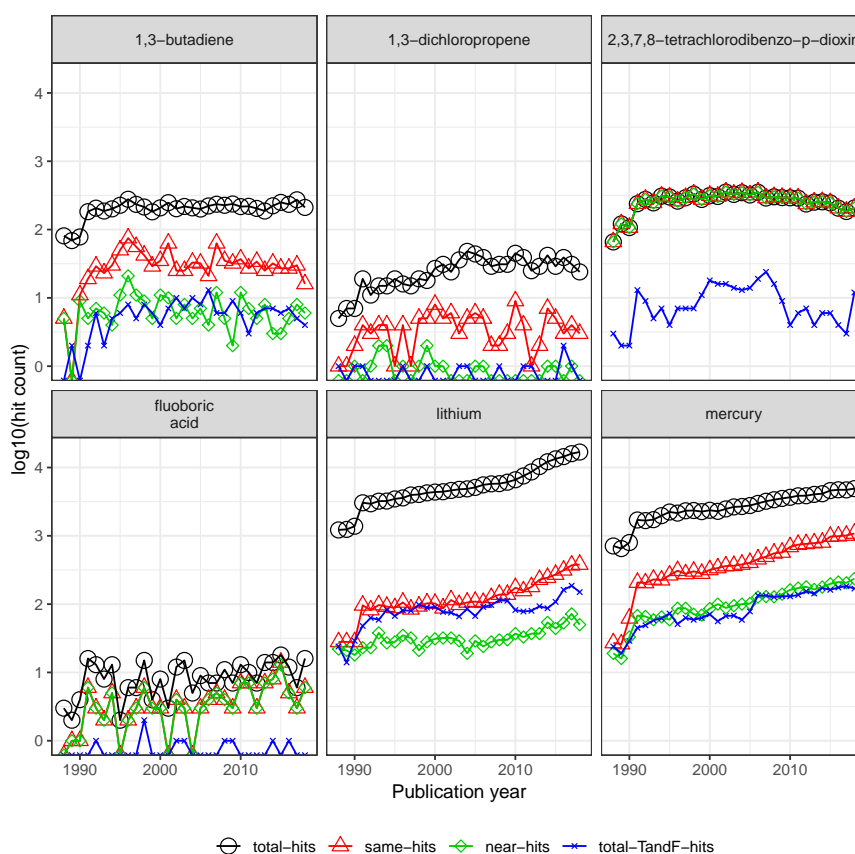 1,3−butadiene
1,3−dichloropropene
2,3,7,8−tetrachlorodibenzo−p−dioxin
4
3
2
1
0
log10(hit count)
fluoboric
acid
lithium
mercury
4
3
2
1
0
1990 2000 2010
1990 2000 2010
1990 2000 2010
Publication year
total−hits same−hits near−hits total−TandF−hits